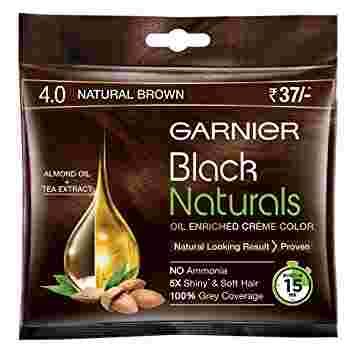 4.0 NATURAL BROWN
₹37/-
GARNIER
Black
Naturals
OIL ENRICHED CREME COLOR
ALMOND OIL
+
TEA EXTRACT
Natural Looking Result > Proven
NO Ammonia
5X Shiny* & Soft Hair
100% Grey Coverage
15